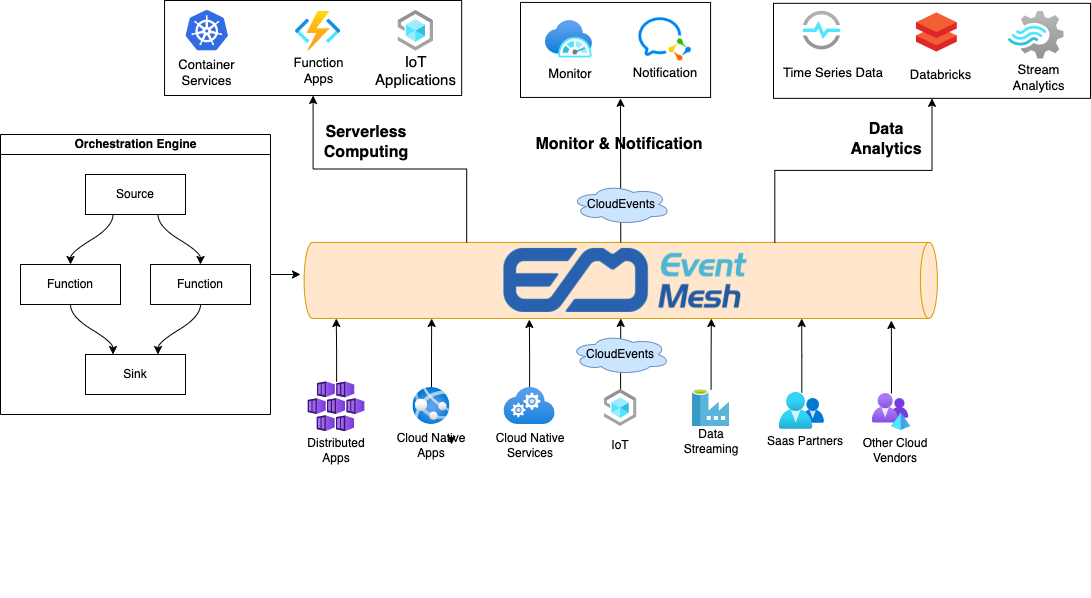 Container
Services
Function
Apps
IoT
Applications
Monitor
Notification
Time Series Data
Databricks
Stream
Analytics
Serverless
Computing
Monitor & Notification
Data
Analytics
Orchestration Engine
Source
Function
Function
Sink
CloudEvents
Event
Mesh
CloudEvents
Distributed
Apps
Cloud Native
Apps
Cloud Native
Services
IoT
Data
Streaming
Saas Partners
Other Cloud
Vendors